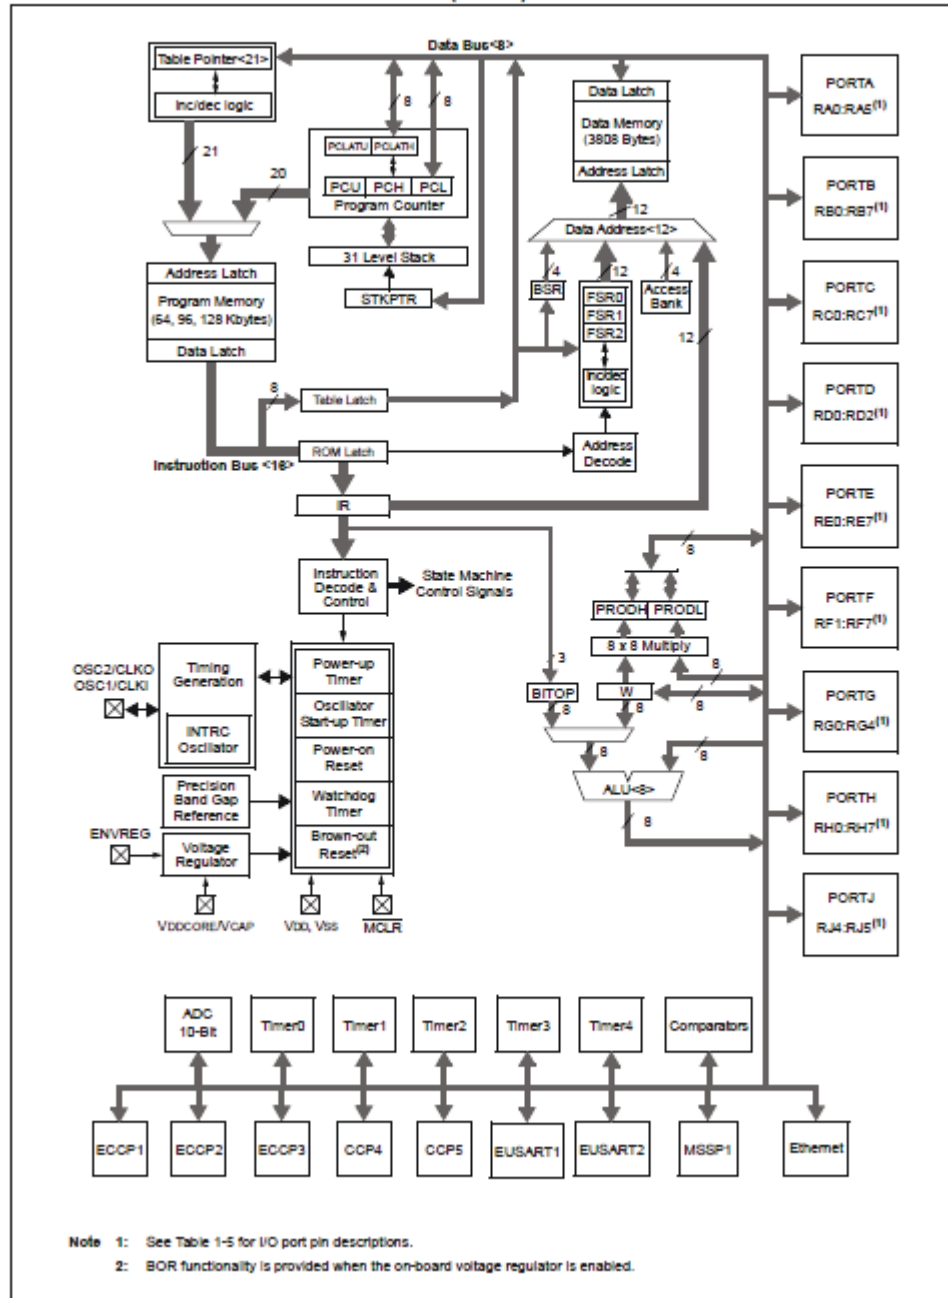 Data Bus<8>
Table Pointer<21>
Inc/dec logic
21
20
8
8
PCLATU PCLATH
PCU PCH PCL
Program Counter
31 Level Stack
STKPTR
Address Latch
Program Memory
(64, 96, 128 Kbytes)
Data Latch
8
Table Latch
ROM Latch
Instruction Bus <16>
IR
Data Latch
Data Memory
(3808 Bytes)
Address Latch
12
Data Address<12>
4
12
4
BSR
FSR0
FSR1
FSR2
Inc/dec
logic
Access
Bank
12
Address
Decode
Instruction
Decode &
Control
State Machine
Control Signals
8
PRODH PRODL
8 x 8 Multiply
3
8
BITOP
W
8
8
8
8
8
ALU<8>
8
OSC2/CLKO
OSC1/CLKI
Timing
Generation
INTRC
Oscillator
Precision
Band Gap
Reference
ENVREG
Voltage
Regulator
Power-up
Timer
Oscillator
Start-up Timer
Power-on
Reset
Watchdog
Timer
Brown-out
Reset(2)
VDDCORE/VCAP
VDD, VSS
MCLR
PORTA
RA0:RA5(1)
PORTB
RB0:RB7(1)
PORTC
RC0:RC7(1)
PORTD
RD0:RD2(1)
PORTE
RE0:RE7(1)
PORTF
RF1:RF7(1)
PORTG
RG0:RG4(1)
PORTH
RH0:RH7(1)
PORTJ
RJ4:RJ5(1)
ADC
10-Bit
Timer0
Timer1
Timer2
Timer3
Timer4
Comparators
ECCP1
ECCP2
ECCP3
CCP4
CCP5
EUSART1
EUSART2
MSSP1
Ethernet
Note 1: See Table 1-5 for I/O port pin descriptions.
2: BOR functionality is provided when the on-board voltage regulator is enabled.